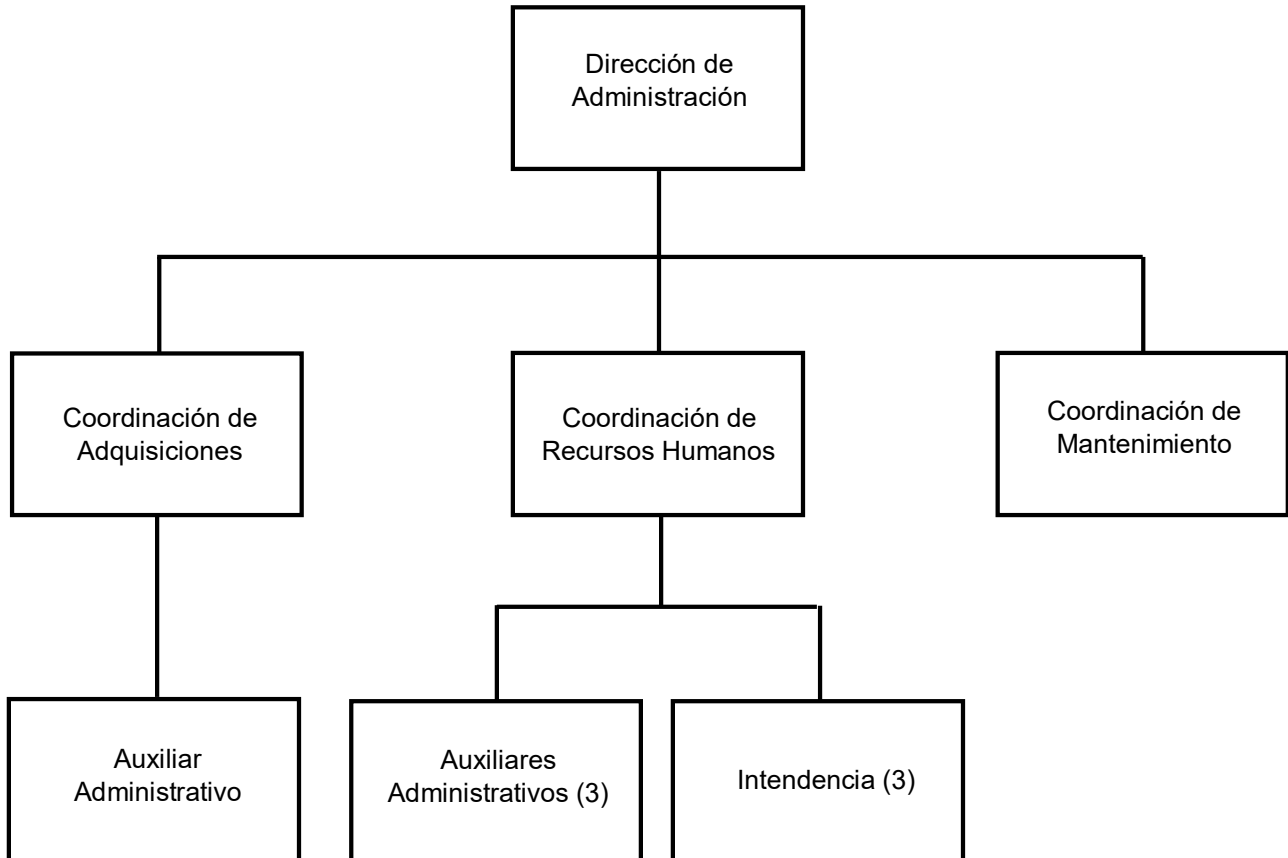 Dirección de
Administración
Coordinación de
Adquisiciones
Coordinación de
Recursos Humanos
Coordinación de
Mantenimiento
Auxiliar
Administrativo
Auxiliares
Administrativos (3)
Intendencia (3)